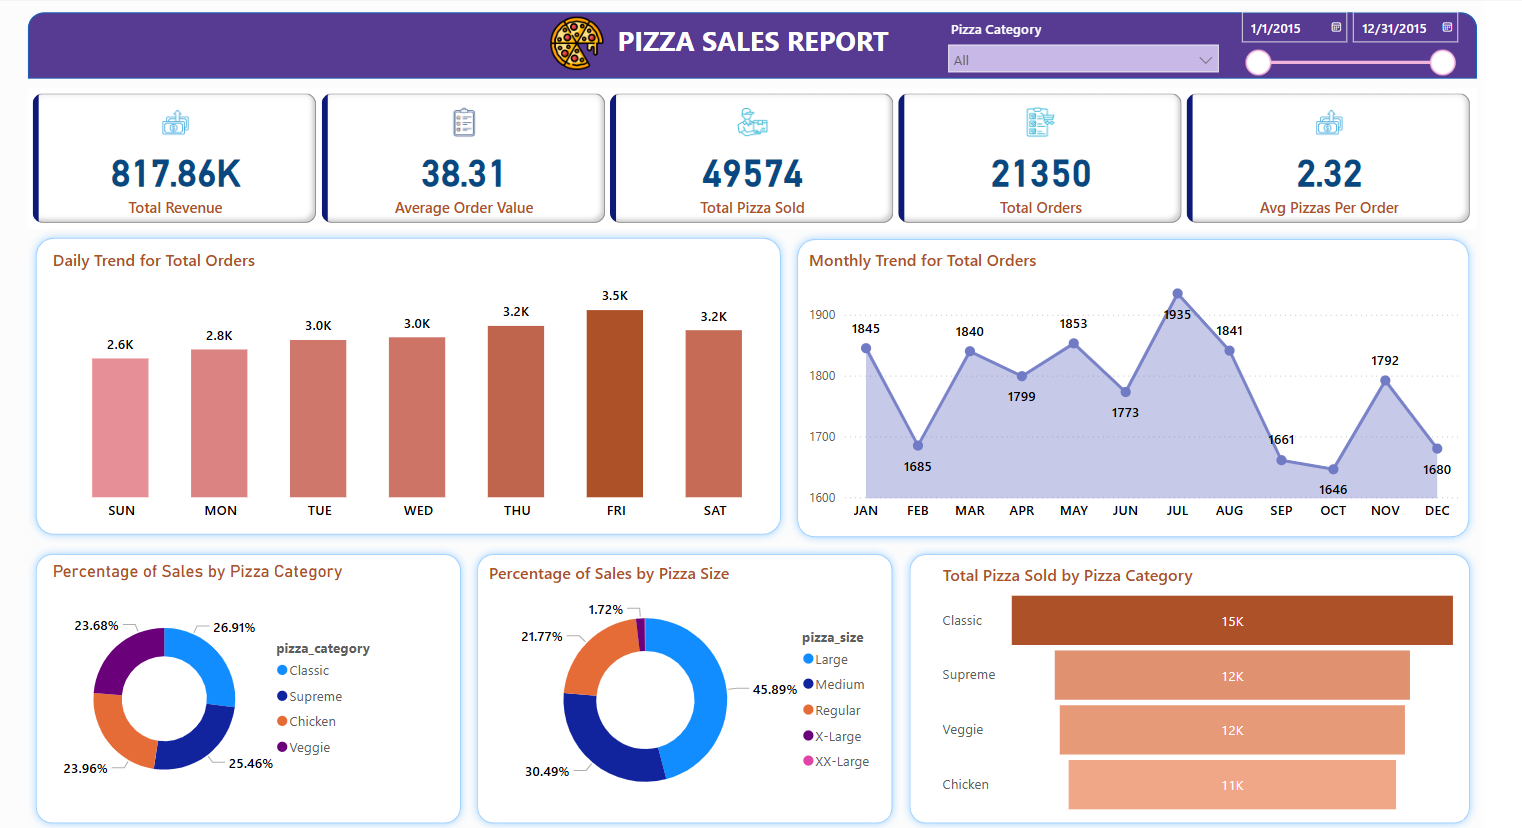 PIZZA SALES REPORT
Pizza Category
All
1/1/2015
12/31/2015
817.86K
Total Revenue
38.31
Average Order Value
49574
Total Pizza Sold
21350
Total Orders
2.32
Avg Pizzas Per Order
Daily Trend for Total Orders
2.6K
2.8K
3.0K
3.0K
3.2K
3.5K
3.2K
SUN
MON
TUE
WED
THU
FRI
SAT
Monthly Trend for Total Orders
1900
1800
1700
1600
1845
1685
1840
1799
1853
1773
1935
1841
1661
1646
1792
1680
JAN
FEB
MAR
APR
MAY
JUN
JUL
AUG
SEP
OCT
NOV
DEC
Percentage of Sales by Pizza Category
23.68%
26.91%
23.96%
25.46%
pizza_category
Classic
Supreme
Chicken
Veggie
Percentage of Sales by Pizza Size
1.72%
21.77%
45.89%
30.49%
pizza_size
Large
Medium
Regular
X-Large
XX-Large
Total Pizza Sold by Pizza Category
Classic
15K
Supreme
12K
Veggie
12K
Chicken
11K